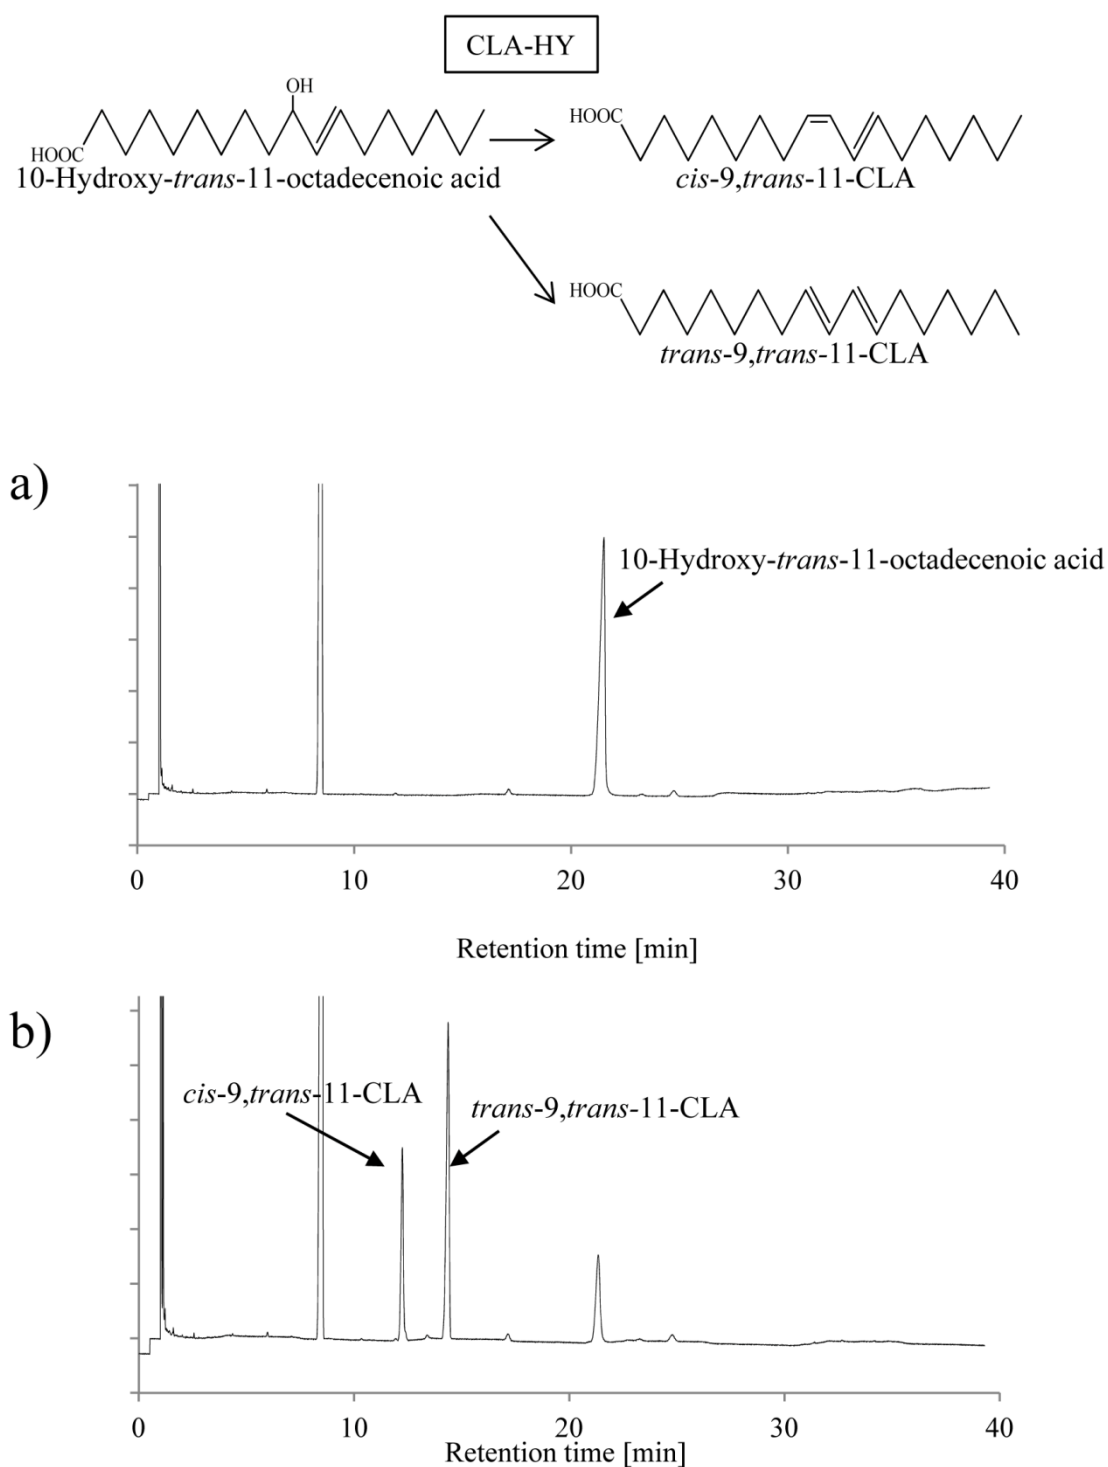 CLA-HY
OH
HOOC
10-Hydroxy-trans-11-octadecenoic acid
HOOC
cis-9,trans-11-CLA
HOOC
trans-9,trans-11-CLA
a)
10-Hydroxy-trans-11-octadecenoic acid
0 10 20 30 40
Retention time [min]
b)
cis-9,trans-11-CLA
trans-9,trans-11-CLA
0 10 20 30 40
Retention time [min]